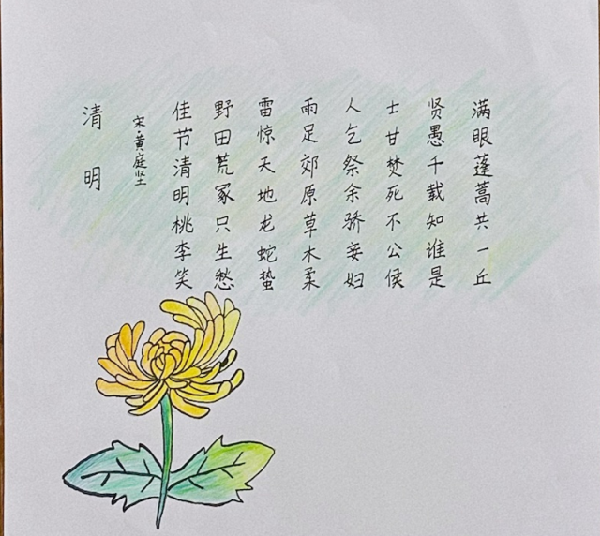 清明
宋·黄庭坚
佳节清明桃李笑
野田荒冢只生愁
雷惊天地龙蛇蛰
雨足郊原草木柔
人乞祭余骄妾妇
士甘焚死不公侯
贤愚千载知谁是
满眼蓬蒿共一丘